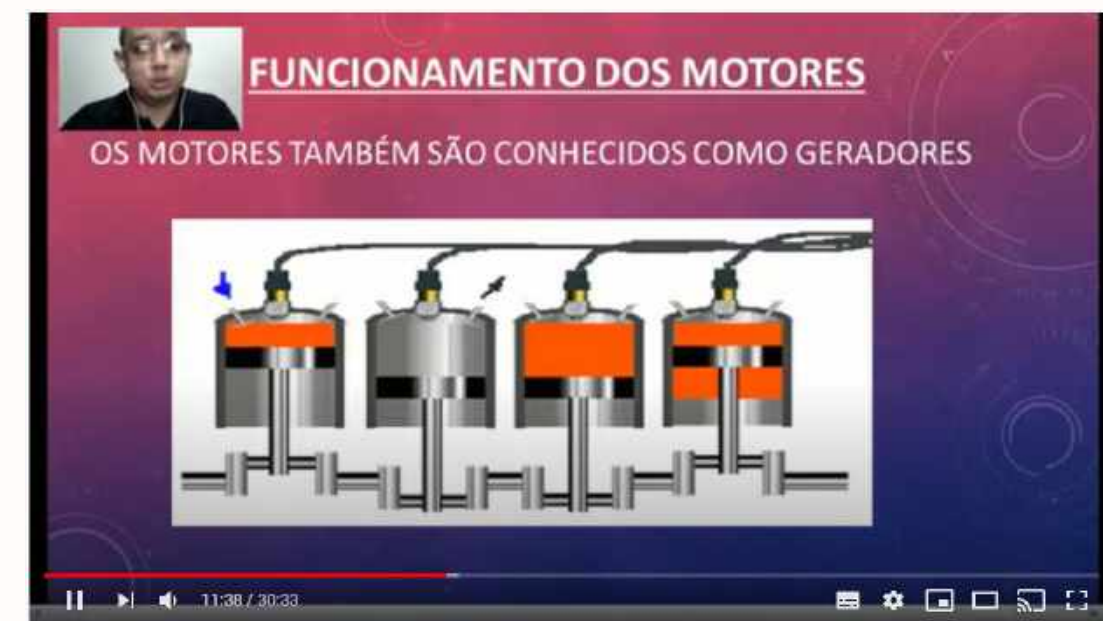 FUNCIONAMENTO DOS MOTORES
OS MOTORES TAMBÉM SÃO CONHECIDOS COMO GERADORES
11:38 / 30:33